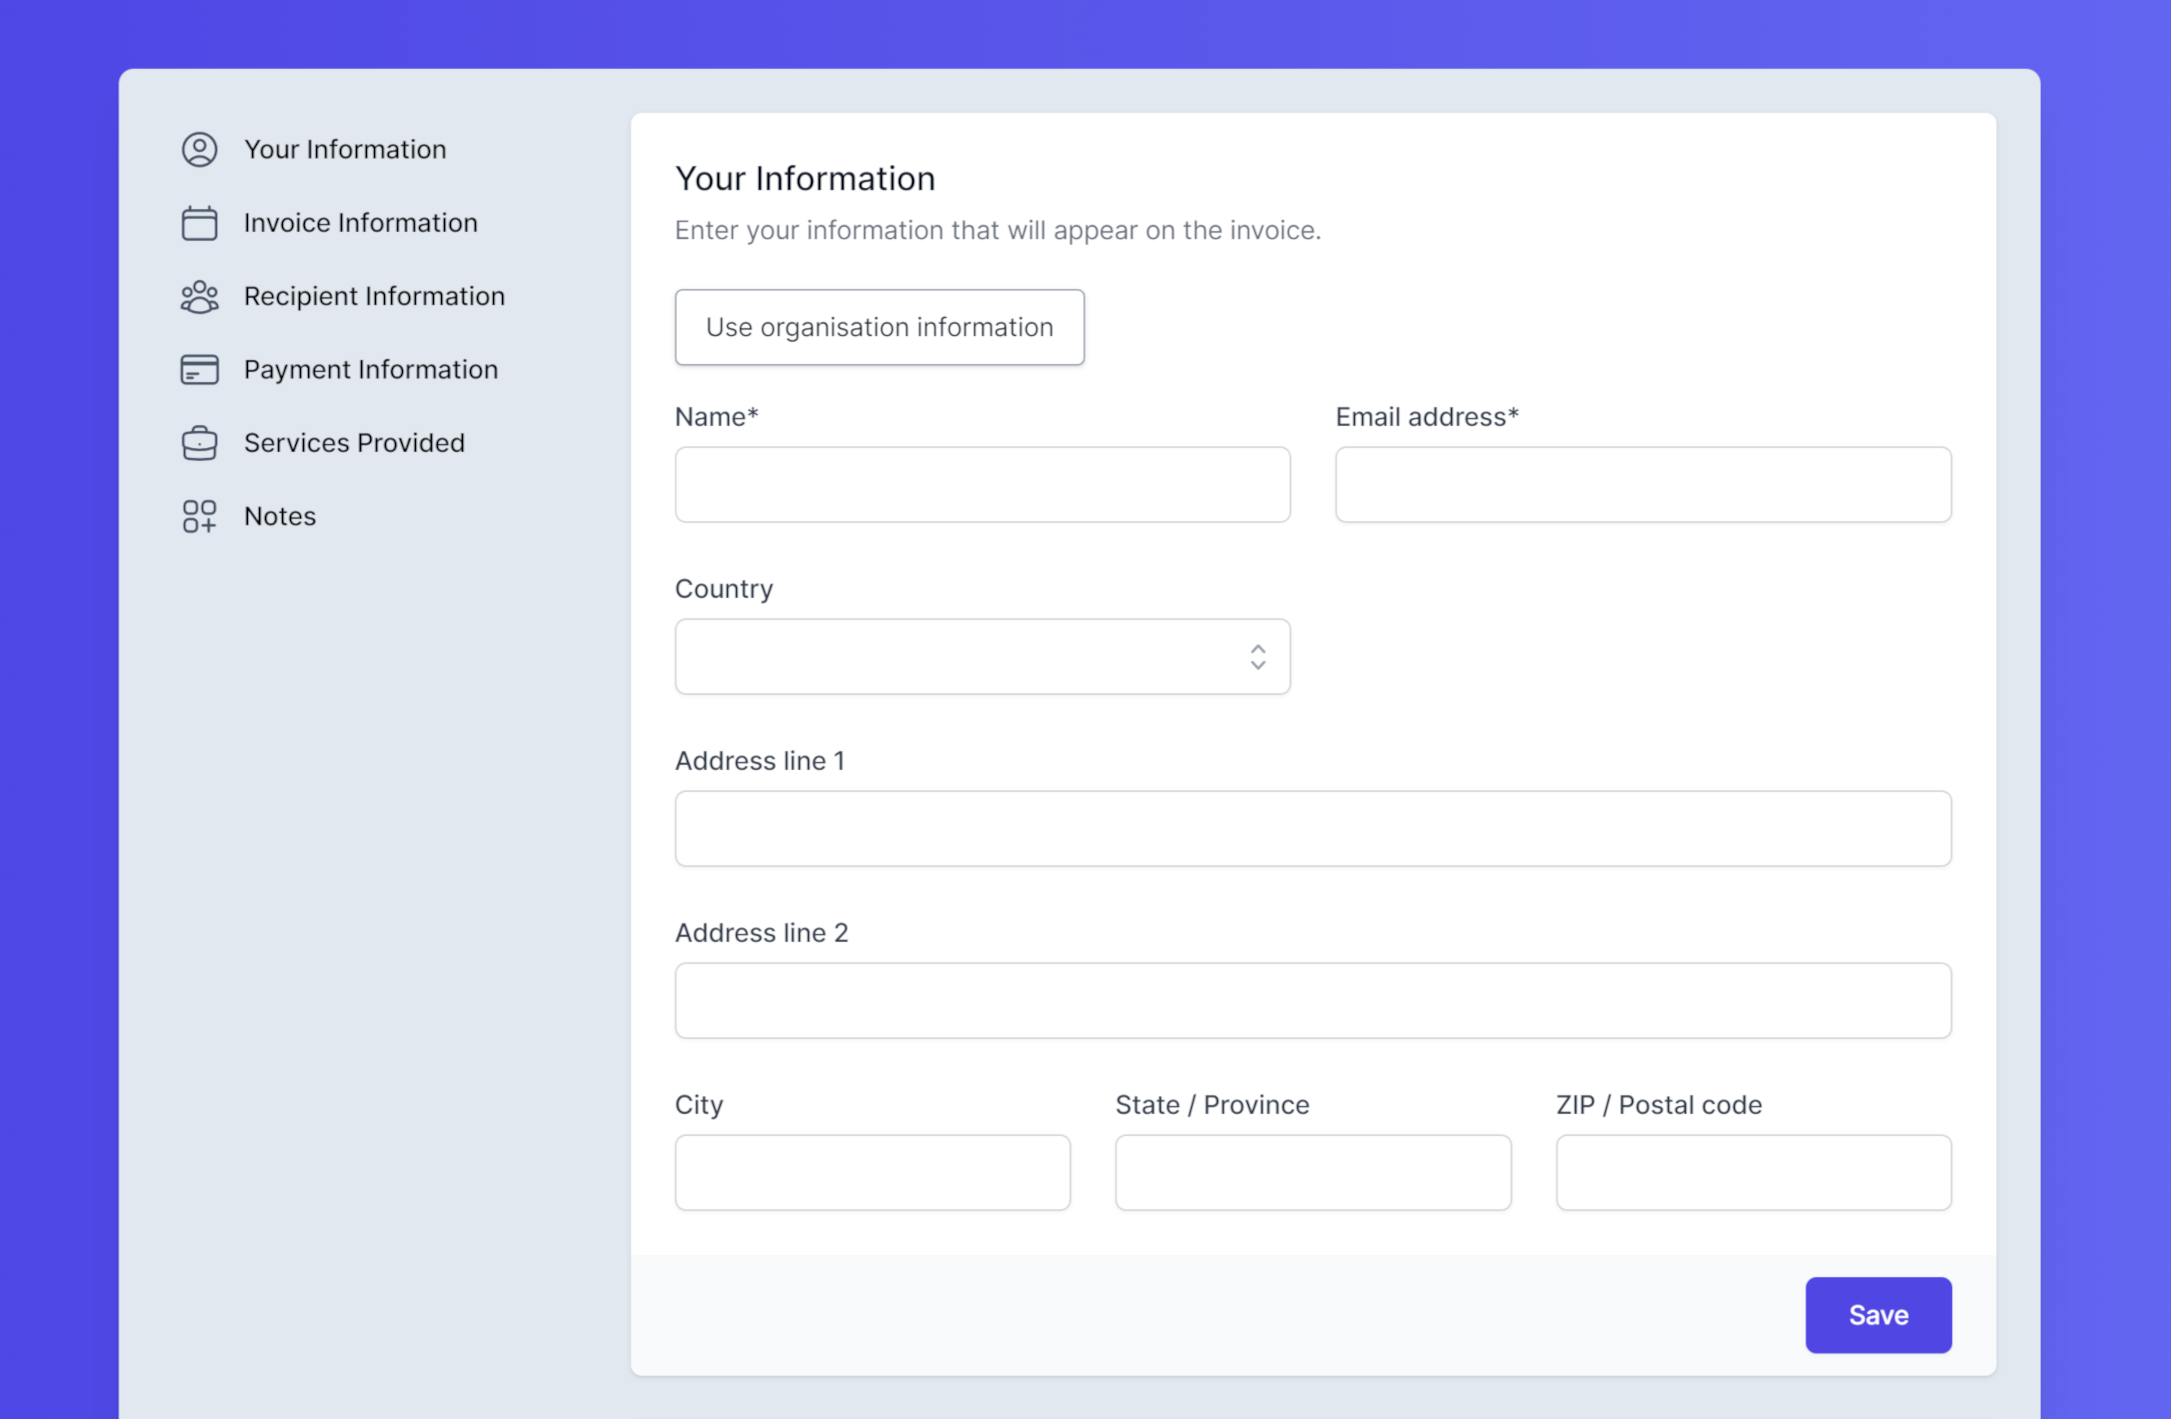 Your Information
Invoice Information
Recipient Information
Payment Information
Services Provided
Notes
Your Information
Enter your information that will appear on the invoice.
Use organisation information
Name*
Email address*
Country
Address line 1
Address line 2
City
State / Province
ZIP / Postal code
Save